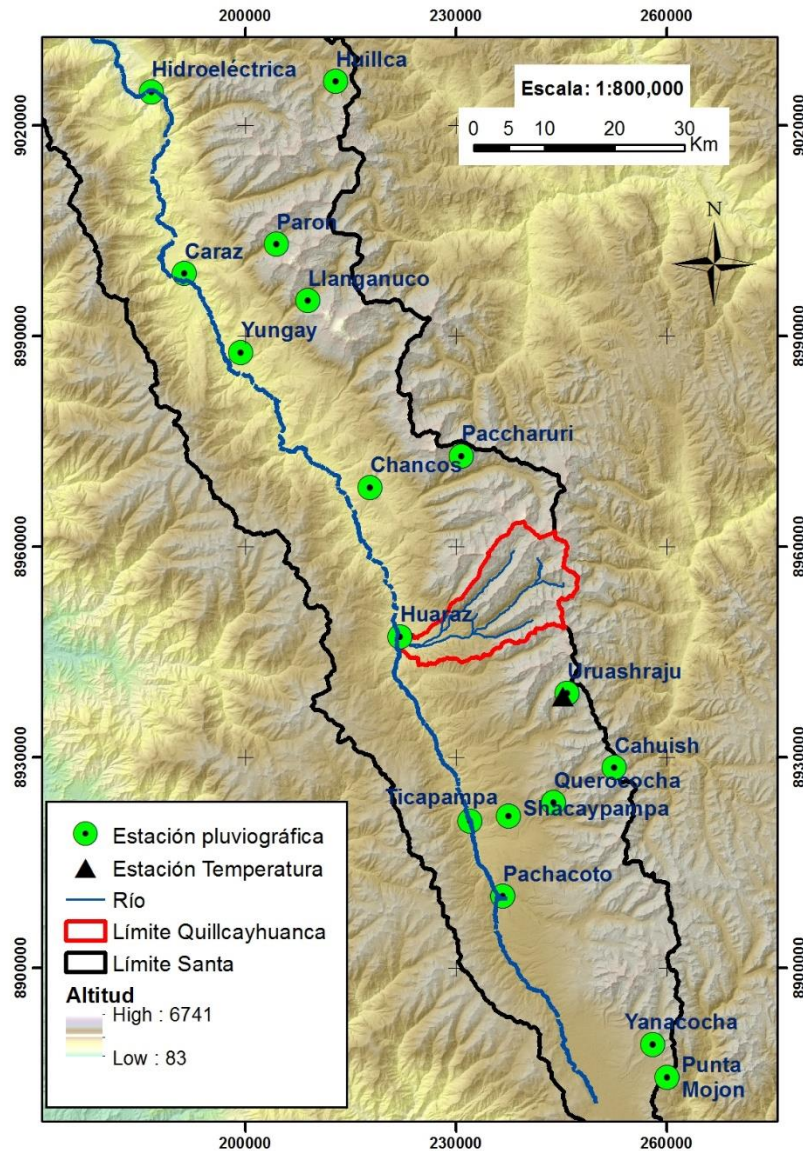 200000 230000 260000
Hidroeléctrica
Huillca
Escala: 1:800,000
0 5 10 20 30
Km
9020000 9020000
N
Paron
Caraz
Llanganuco
Yungay
8990000 8990000
Paccharuri
Chancos
8960000 8960000
Huaraz
Uruashraju
8930000 8930000
Cahuish
Querococha
Ticapampa
Shacaypampa
Pachacoto
Estación pluviográfica
Estación Temperatura
Río
Límite Quillcayhuanca
Límite Santa
Altitud
High : 6741
Low : 83
8900000 8900000
Yanacocha
Punta
Mojon
200000 230000 260000